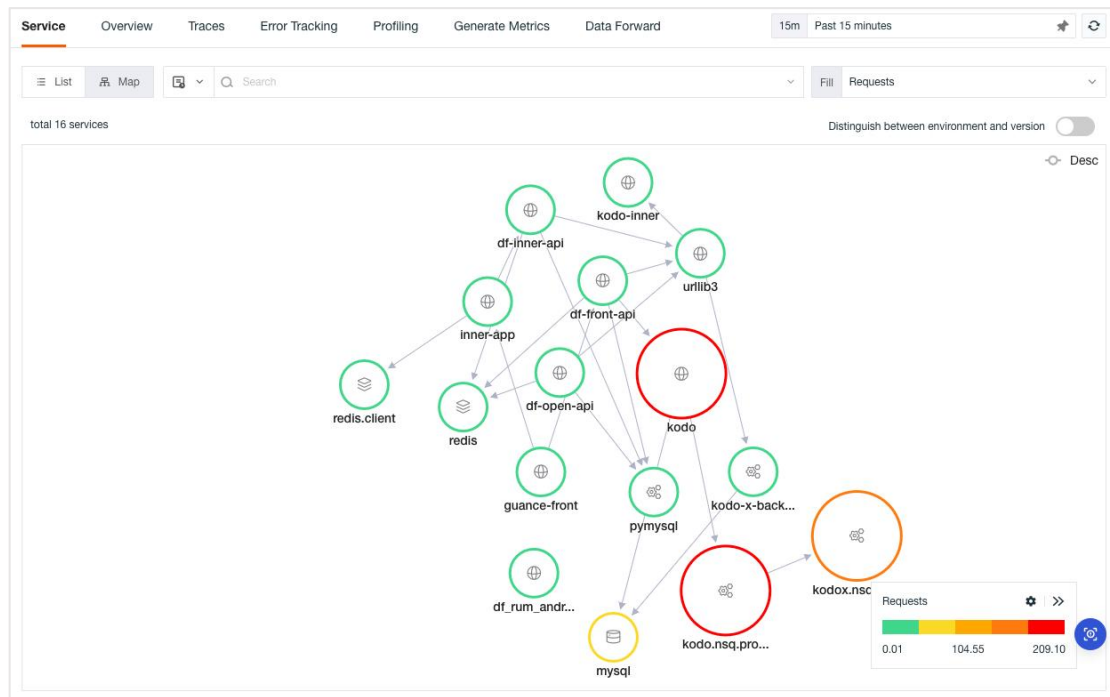 Service Overview Traces Error Tracking Profiling Generate Metrics Data Forward 15m Past 15 minutes
List Map Search Fill Requests
total 16 services Distinguish between environment and version
Desc
kodo-inner
df-inner-api
urllib3
df-front-api
inner-app
df-open-api
redis.client
kodo
redis
guance-front
kodo-x-back...
pymysql
kodox.nsq
df_rum_andr...
kodo.nsq.pro...
mysql
Requests
0.01 104.55 209.10